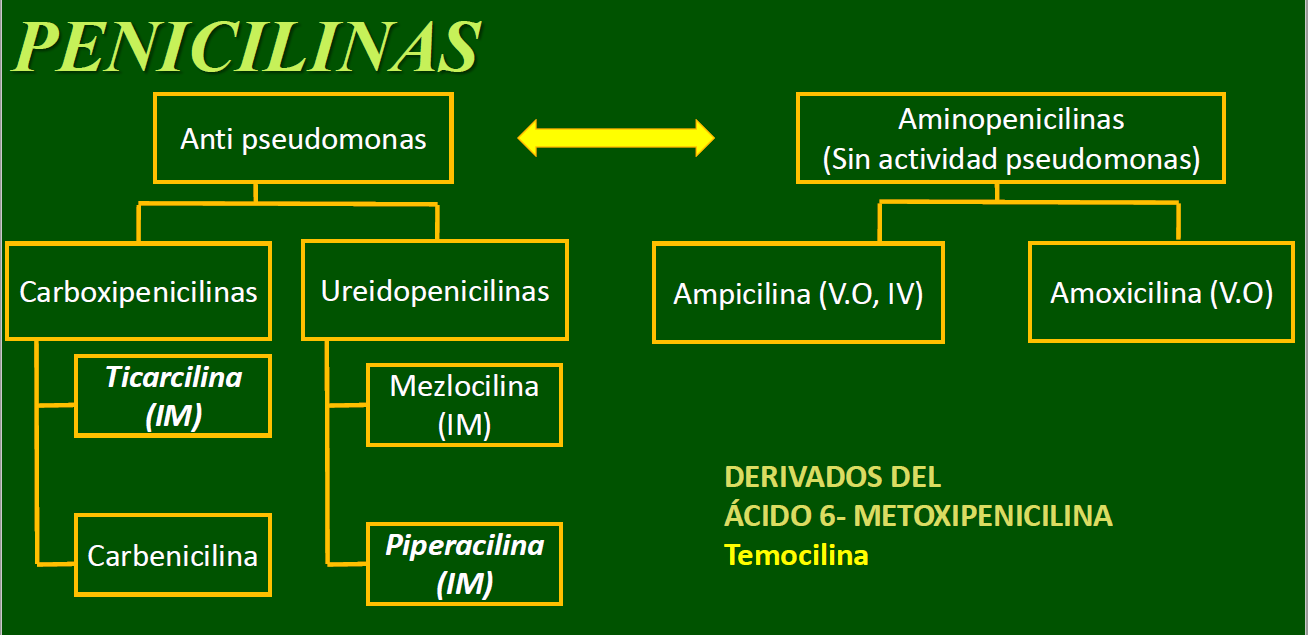 PENICILINAS
Anti pseudomonas
Aminopenicilinas
(Sin actividad pseudomonas)
Carboxipenicilinas
Ureidopenicilinas
Ampicilina (V.O, IV)
Amoxicilina (V.O)
Ticarcilina
(IM)
Mezlocilina
(IM)
Carbenicilina
Piperacilina
(IM)
DERIVADOS DEL
ÁCIDO 6- METOXIPENICILINA
Temocilina